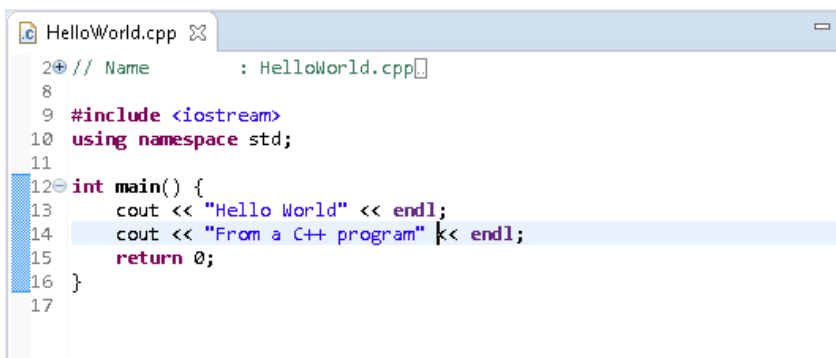 HelloWorld.cpp
2 // Name : HelloWorld.cpp
8
9 #include <iostream>
10 using namespace std;
11
12 int main() {
13 cout << "Hello World" << endl;
14 cout << "From a C++ program" << endl;
15 return 0;
16 }
17